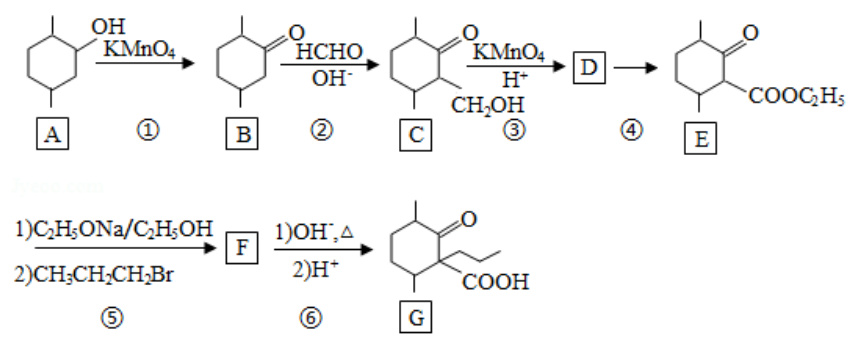 OH KMnO₄ O HCHO OH⁻ O CH₂OH KMnO₄ H⁺ D O COOC₂H₅
A ① B ② C ③ ④ E
1)C₂H₅ONa/C₂H₅OH 2)CH₃CH₂CH₂Br F 1)OH⁻,△ 2)H⁺ O COOH
⑤ ⑥ G